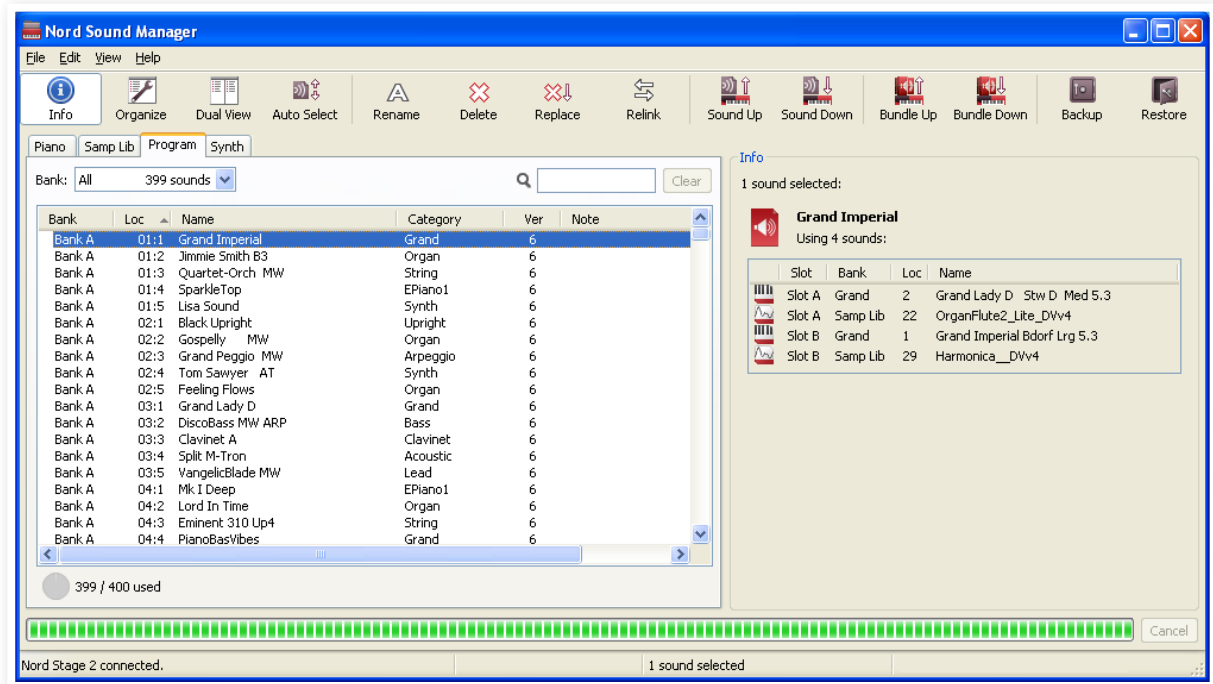 Nord Sound Manager
File Edit View Help
Info Organize Dual View Auto Select Rename Delete Replace Relink Sound Up Sound Down Bundle Up Bundle Down Backup Restore
Piano Samp Lib Program Synth
Bank: All 399 sounds Clear
Bank Loc Name Category Ver Note
Bank A 01:1 Grand Imperial Grand 6
Bank A 01:2 Jimmie Smith B3 Organ 6
Bank A 01:3 Quartet-Orch MW String 6
Bank A 01:4 SparkleTop EPiano1 6
Bank A 01:5 Lisa Sound Synth 6
Bank A 02:1 Black Upright Upright 6
Bank A 02:2 Gospelly MW Organ 6
Bank A 02:3 Grand Peggio MW Arpeggio 6
Bank A 02:4 Tom Sawyer AT Synth 6
Bank A 02:5 Feeling Flows Organ 6
Bank A 03:1 Grand Lady D Grand 6
Bank A 03:2 DiscoBass MW ARP Bass 6
Bank A 03:3 Clavinet A Clavinet 6
Bank A 03:4 Split M-Tron Acoustic 6
Bank A 03:5 VangelicBlade MW Lead 6
Bank A 04:1 Mk I Deep EPiano1 6
Bank A 04:2 Lord In Time Organ 6
Bank A 04:3 Eminent 310 Up4 String 6
Bank A 04:4 PianoBasVibes Grand 6
399 / 400 used
Info
1 sound selected:
Grand Imperial
Using 4 sounds:
Slot Bank Loc Name
Slot A Grand 2 Grand Lady D Stw D Med 5.3
Slot A Samp Lib 22 OrganFlute2_Lite_DVv4
Slot B Grand 1 Grand Imperial Bdorf Lrg 5.3
Slot B Samp Lib 29 Harmonica__DVv4
Cancel
Nord Stage 2 connected. 1 sound selected